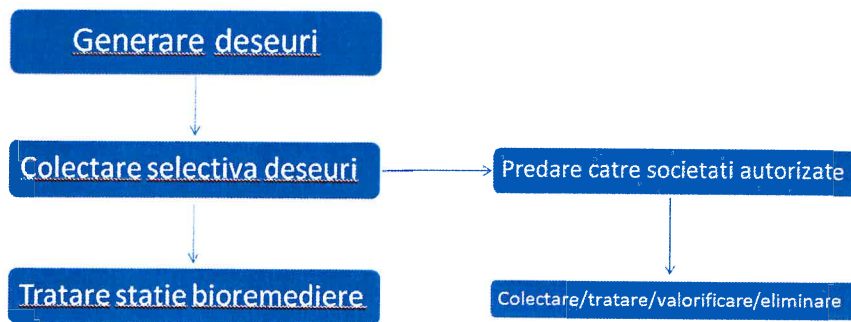 Generare deseuri
Colectare selectiva deseuri
Predare catre societati autorizate
Tratare statie bioremediere
Colectare/tratare/valorificare/eliminare